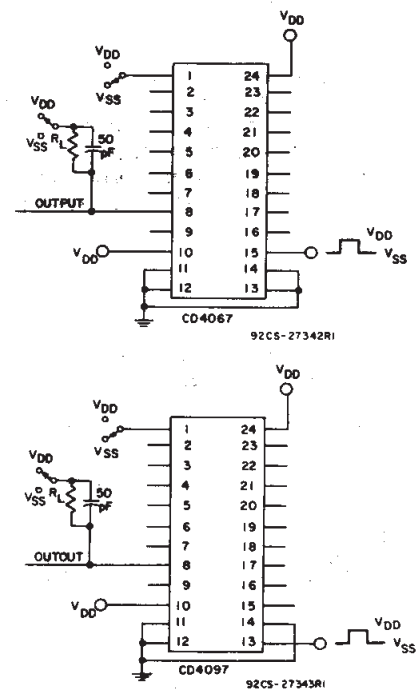 VDD
VDD
VSS
VDD
VSS
RL
50
pF
OUTPUT
VDD
1 24
2 23
3 22
4 21
5 20
6 19
7 18
8 17
9 16
10 15
11 14
12 13
VDD
VSS
CD4067
92CS-27342RI
VDD
VDD
VSS
VDD
VSS
RL
50
pF
OUTOUT
VDD
1 24
2 23
3 22
4 21
5 20
6 19
7 18
8 17
9 16
10 15
11 14
12 13
VDD
VSS
CD4097
92CS-27343RI